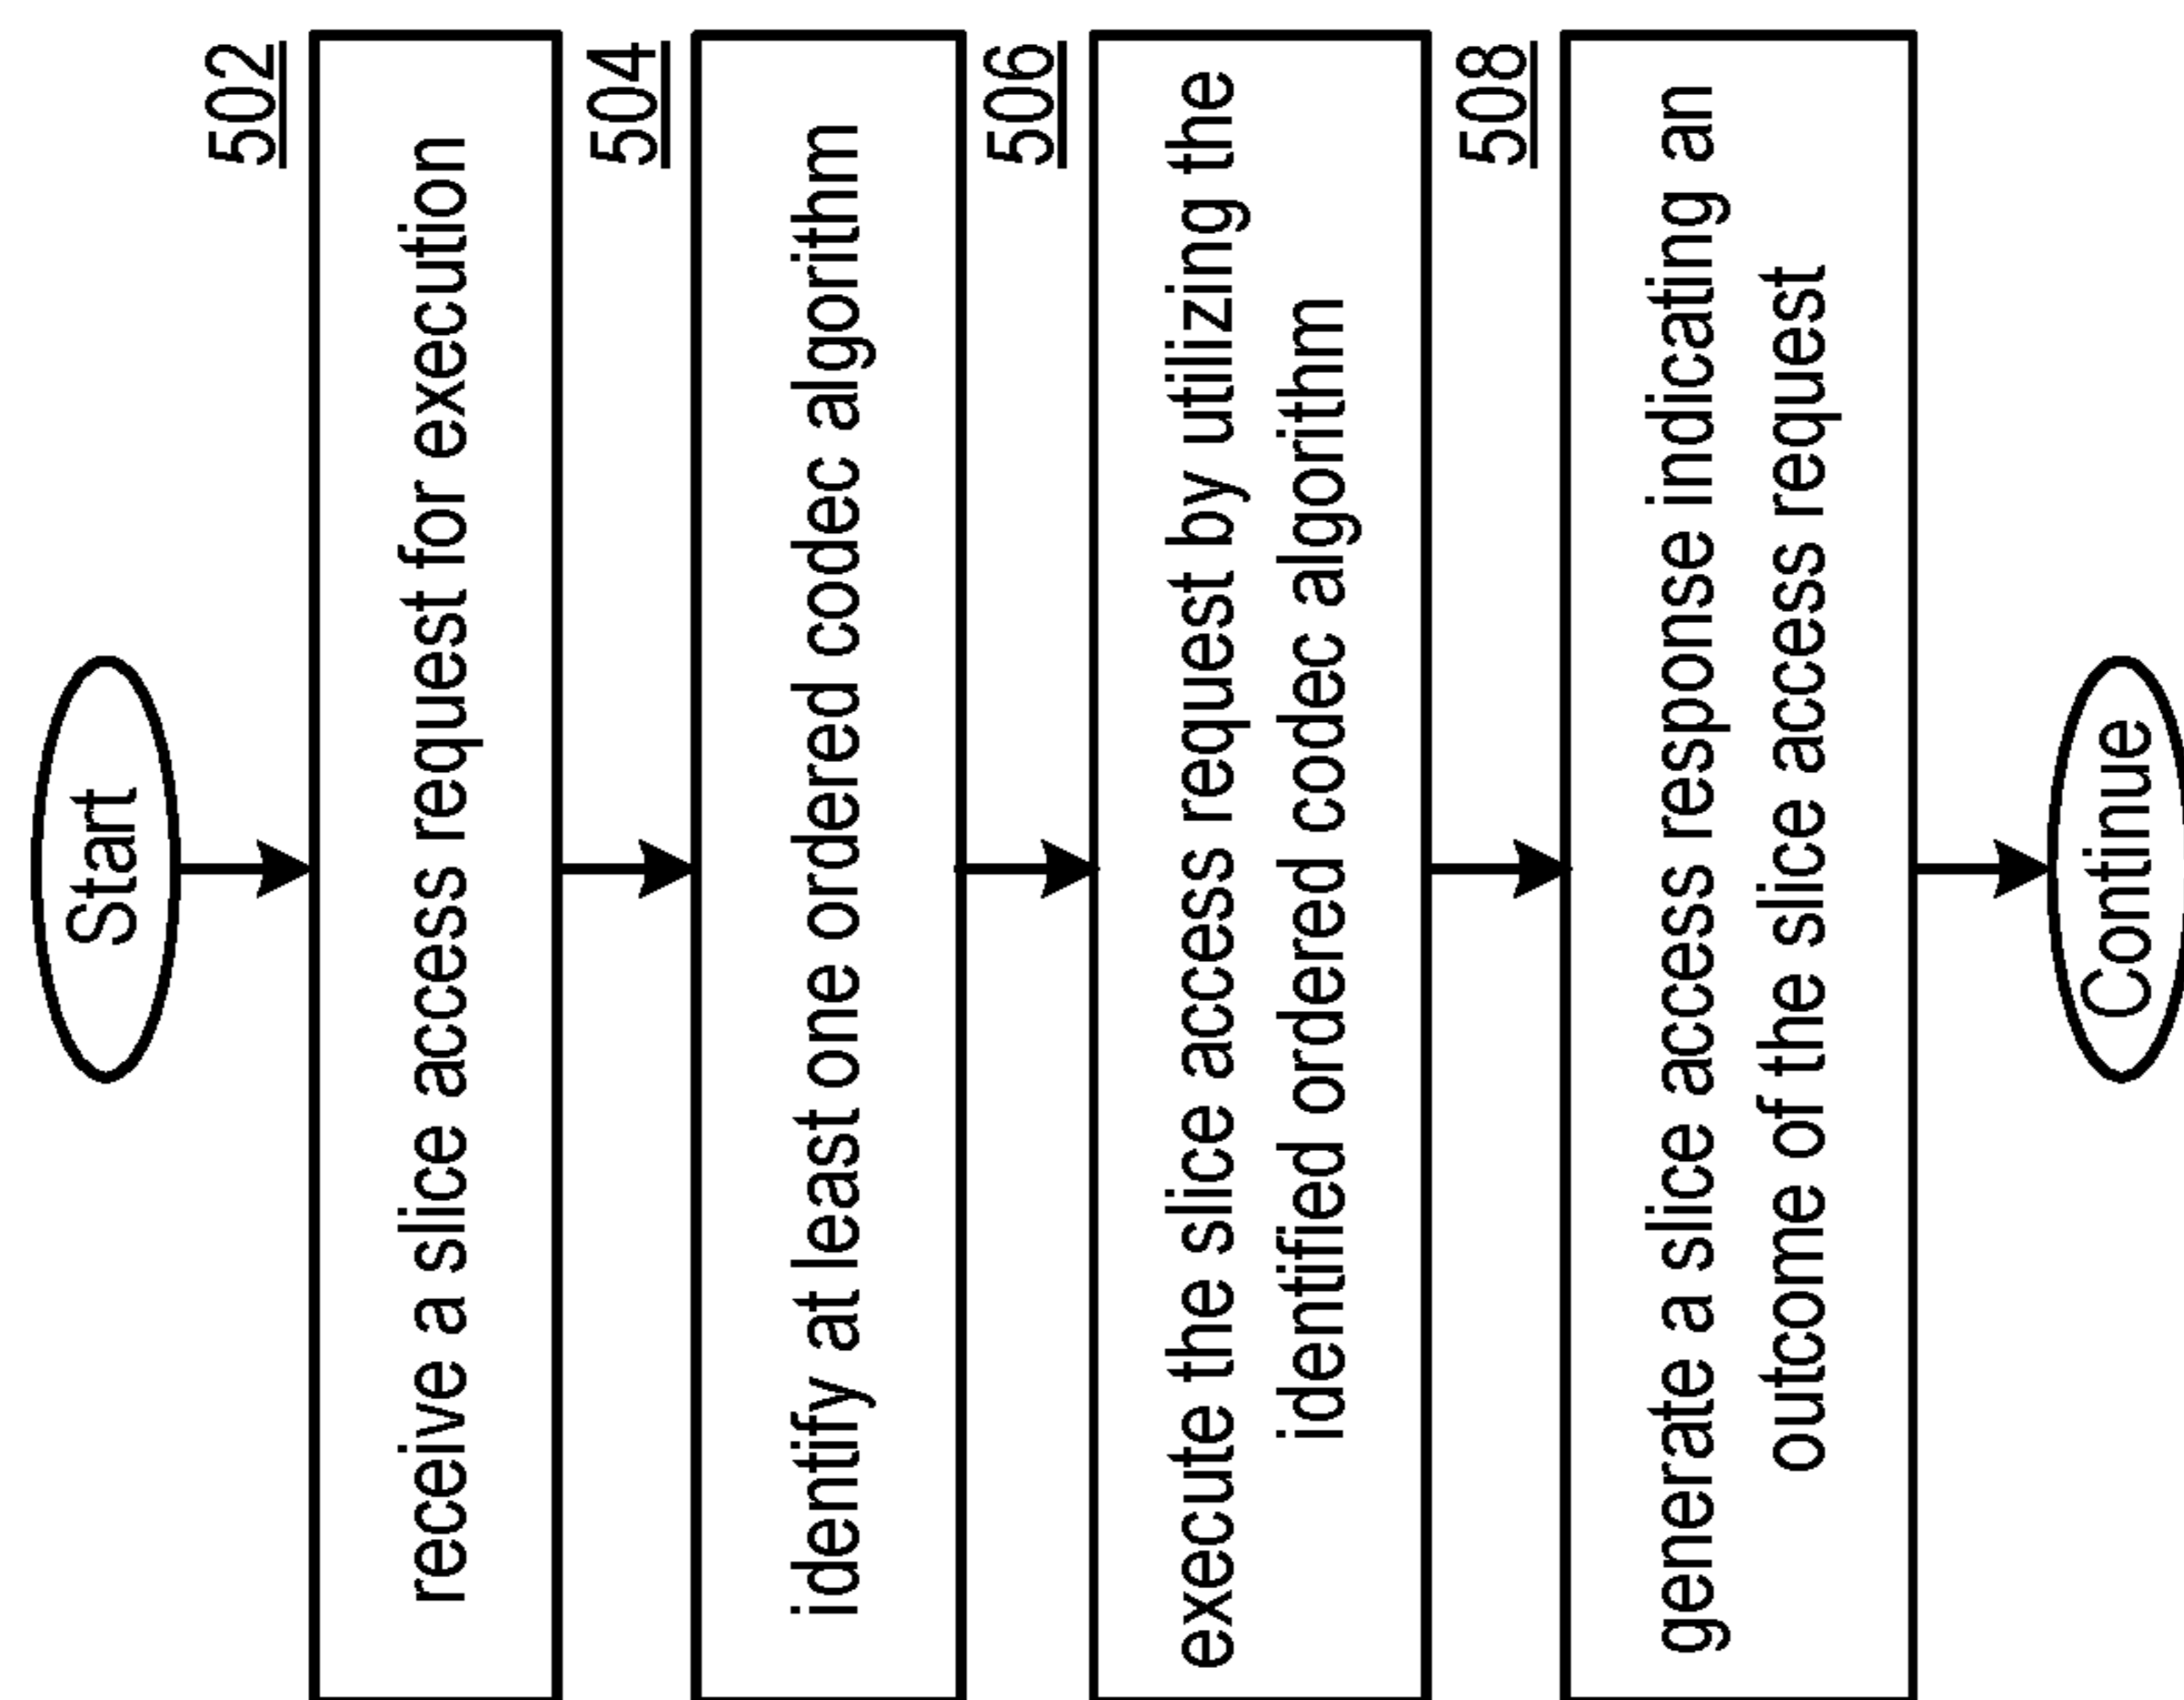 Start
502
receive a slice access request for execution
504
identify at least one ordered codec algorithm
506
execute the slice access request by utilizing the
identified ordered codec algorithm
508
generate a slice access response indicating an
outcome of the slice access request
Continue